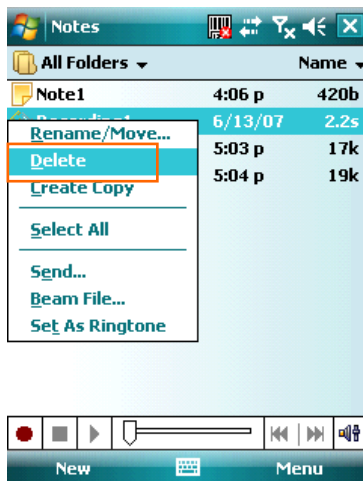 Notes
All Folders Name
Note1 4:06 p 420b
6/13/07 2.2s
Rename/Move...
5:03 p 17k
Delete
5:04 p 19k
Create Copy
Select All
Send...
Beam File...
Set As Ringtone
New Menu